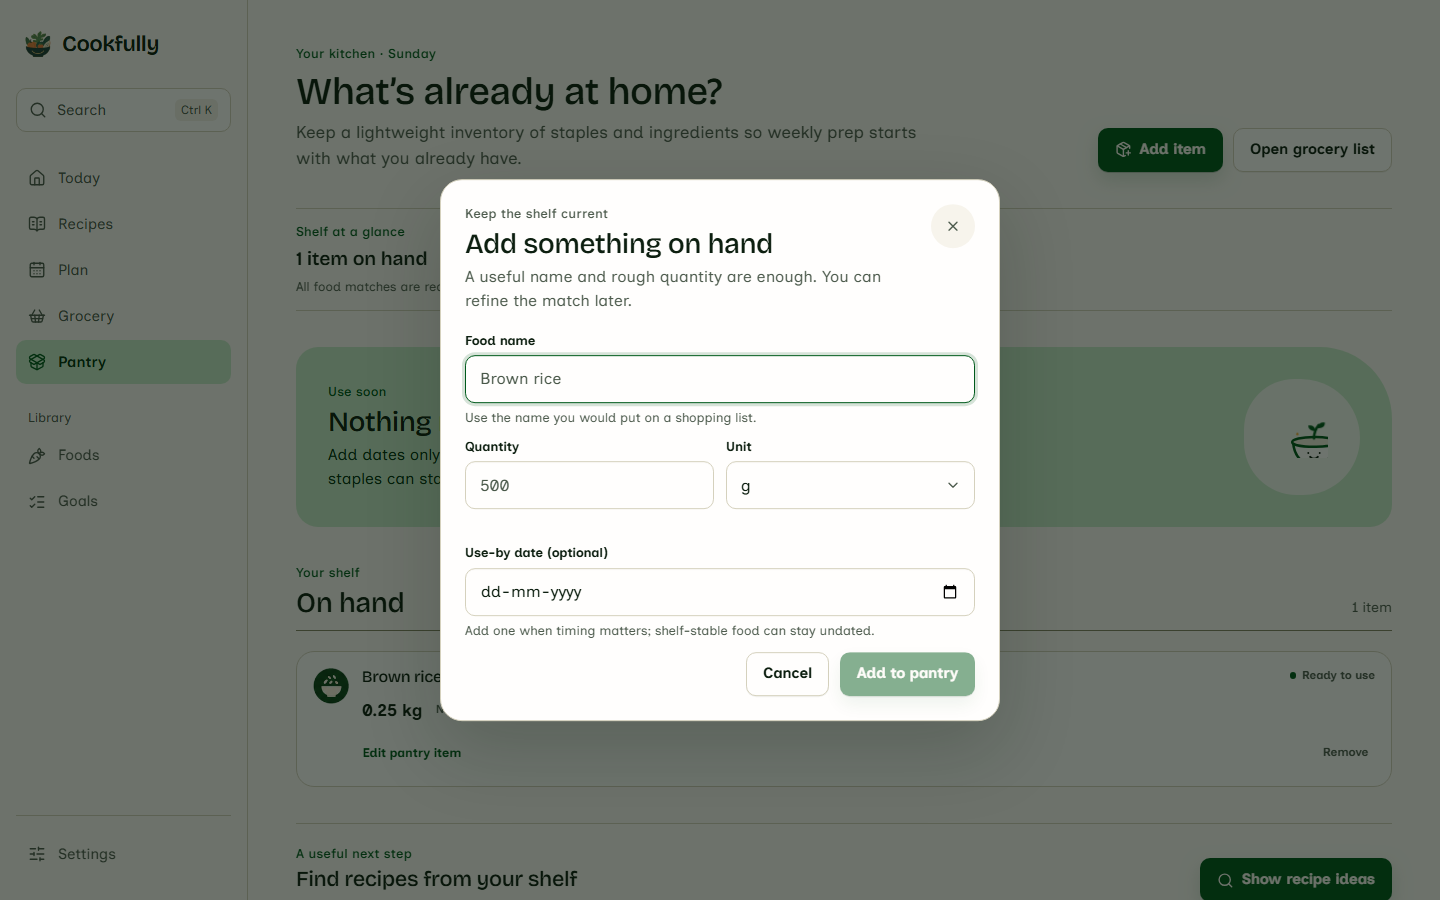 Cookfully
Search
Ctrl K
Today
Recipes
Plan
Grocery
Pantry
Library
Foods
Goals
Settings
Your kitchen · Sunday
What's already at home?
Keep a lightweight inventory of staples and ingredients so weekly prep starts
with what you already have.
Add item
Open grocery list
Shelf at a glance
1 item on hand
All food matches are
Use soon
Nothing
Add dates only
staples can
Your shelf
On hand
1 item
Brown rice
0.25 kg
Ready to use
Edit pantry item
Remove
A useful next step
Find recipes from your shelf
Show recipe ideas
Keep the shelf current
Add something on hand
A useful name and rough quantity are enough. You can
refine the match later.
Food name
Brown rice
Use the name you would put on a shopping list.
Quantity
Unit
500
g
Use-by date (optional)
dd-mm-yyyy
Add one when timing matters; shelf-stable food can stay undated.
Cancel
Add to pantry